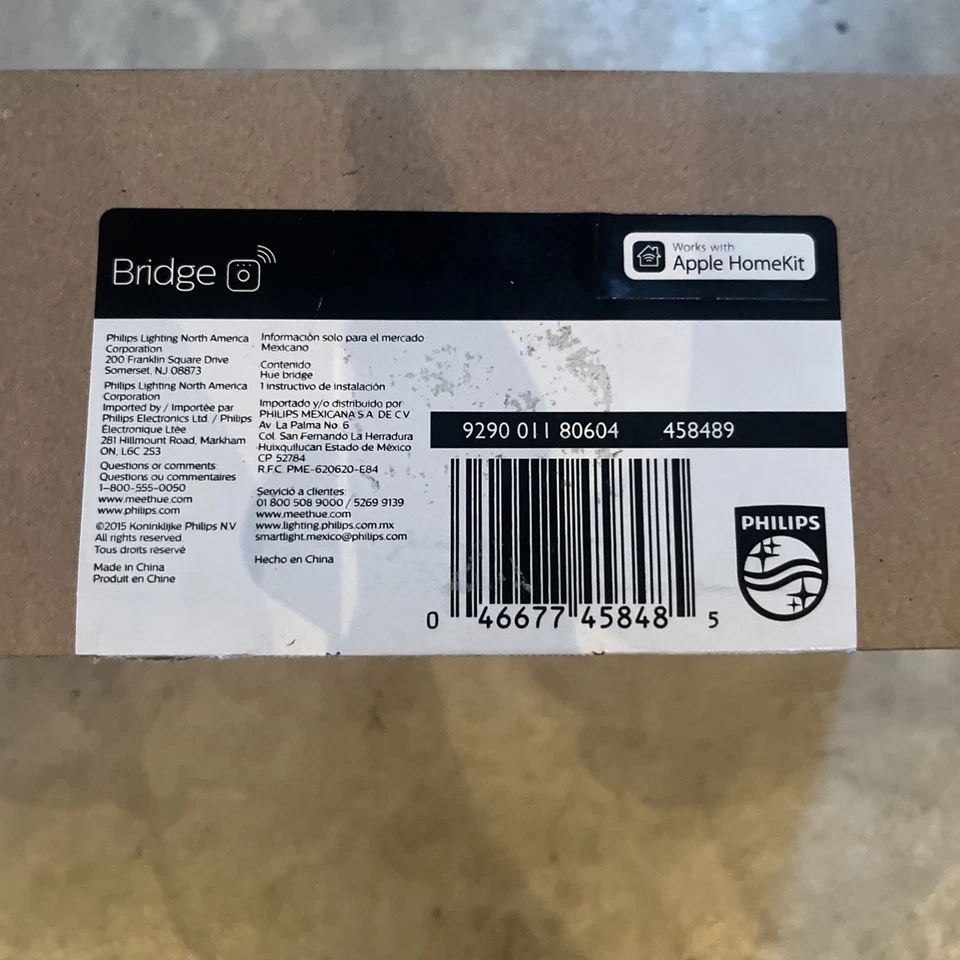 Bridge
Works with
Apple HomeKit
Philips Lighting North America
Corporation
200 Franklin Square Drive
Somerset, NJ 08873
Philips Lighting North America
Corporation
Imported by / Importée par
Philips Electronics Ltd. / Philips
Électronique Ltée
281 Hillmount Road, Markham
ON, L6C 2S3
Questions or comments:
Questions ou commentaires
1-800-555-0050
www.meethue.com
www.philips.com
©2015 Koninklijke Philips N.V
All rights reserved.
Tous droits réservé
Made in China
Produit en Chine
Información solo para el mercado
Mexicano
Contenido
Hue bridge
1 instructivo de instalación
Importado y/o distribuido por
PHILIPS MEXICANA S.A. DE C.V
Av. La Palma No. 6
Col. San Fernando La Herradura
Huixquilucan Estado de México
CP 52784
R.F.C. PME-620620-E84
Servicio a clientes:
01 800 508 9000 / 5269 9139
www.meethue.com
www.lighting.philips.com.mx
smartlight.mexico@philips.com
Hecho en China
9290 011 80604 458489
0 46677 45848 5
PHILIPS